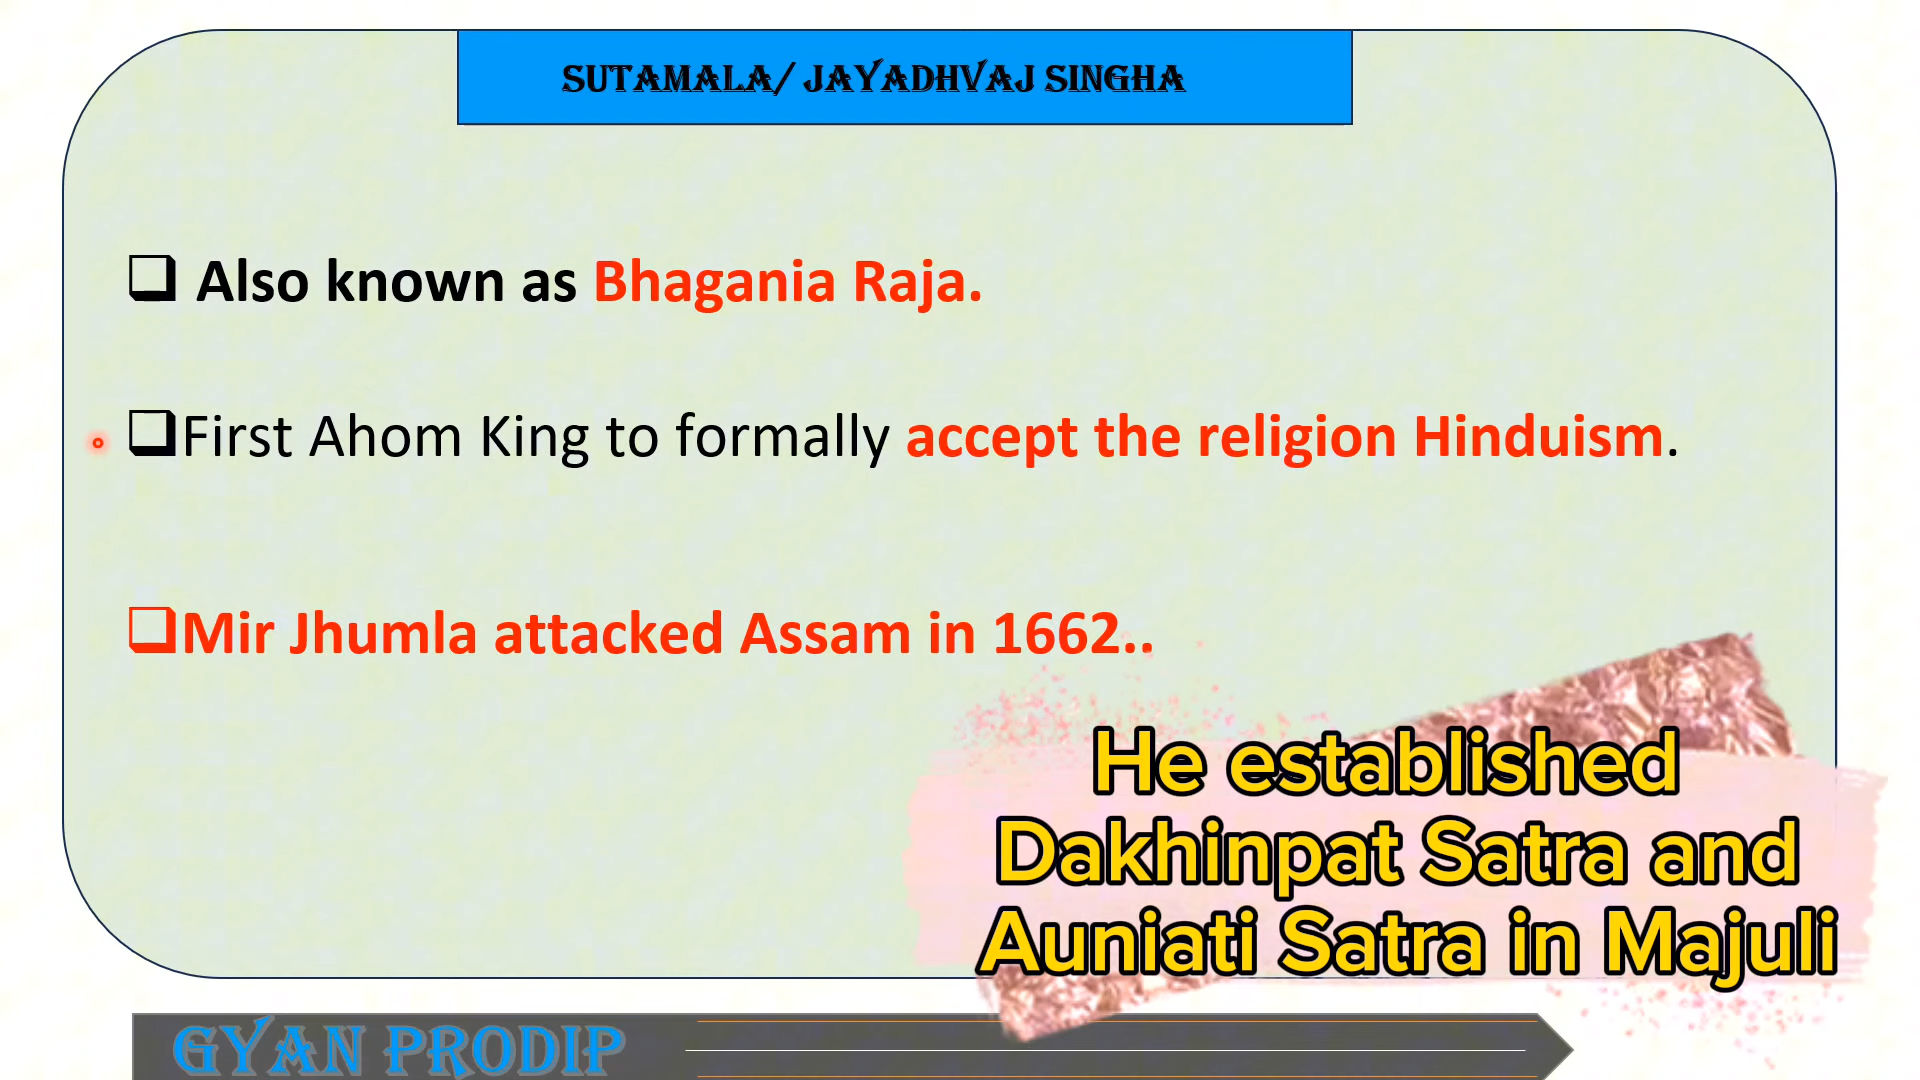 SUTAMALA/ JAYADHVAJ SINGHA
Also known as Bhagania Raja.
First Ahom King to formally accept the religion Hinduism.
Mir Jhumla attacked Assam in 1662..
He established
Dakhinpat Satra and
Auniati Satra in Majuli
GYAN PRODIP